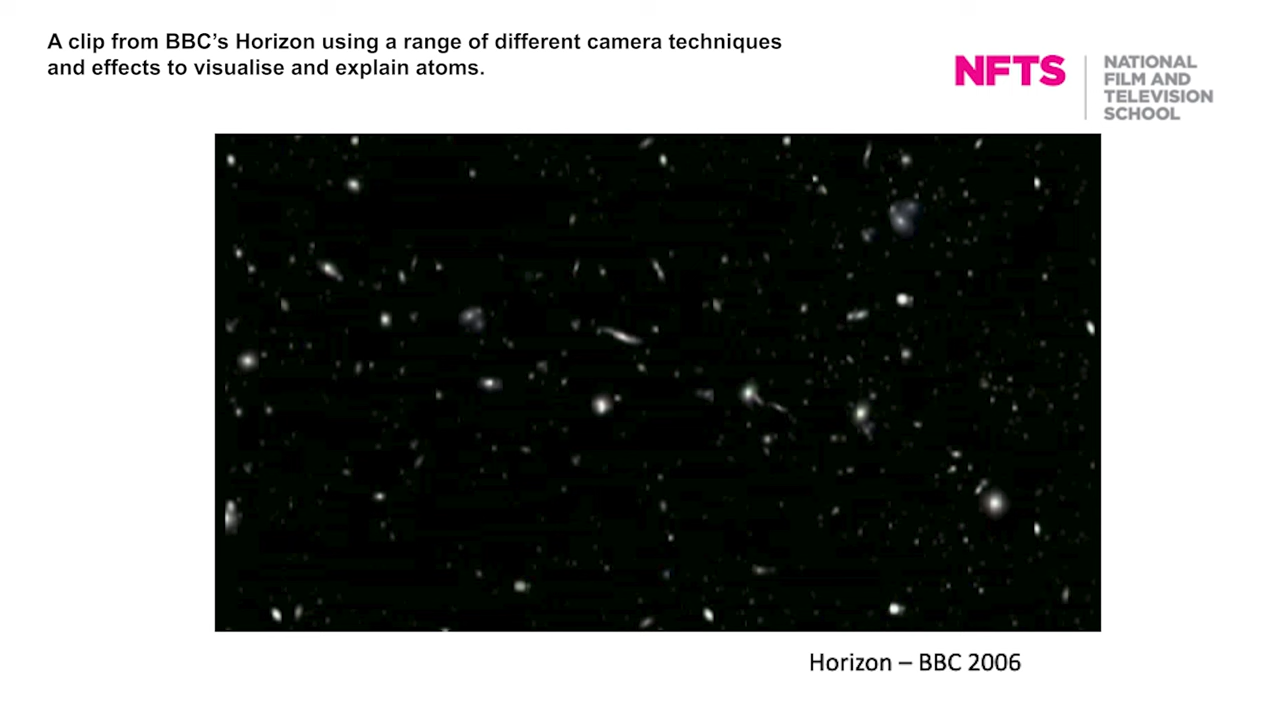 A clip from BBC’s Horizon using a range of different camera techniques
and effects to visualise and explain atoms.
NFTS
NATIONAL
FILM AND
TELEVISION
SCHOOL
Horizon – BBC 2006